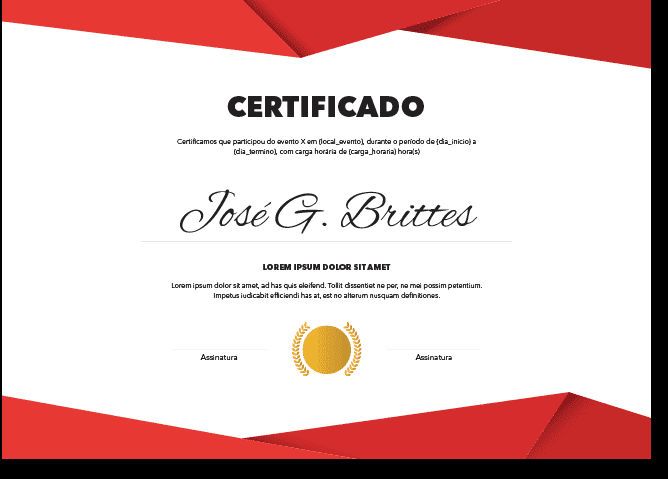 CERTIFICADO
Certificamos que participou do evento X em {local_evento}, durante o período de {dia_inicio} a
{dia_termino}, com carga horária de {carga_horaria} hora(s)
José G. Brittes
LOREM IPSUM DOLOR SIT AMET
Lorem ipsum dolor sit amet, ad has quis eleifend. Tollit dissentiet ne per, ne mei possim petentium.
Impetus iudicabit efficiendi has at, est no alterum nusquam definitiones.
Assinatura
Assinatura